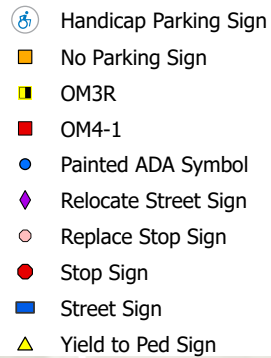 Handicap Parking Sign
No Parking Sign
OM3R
OM4-1
Painted ADA Symbol
Relocate Street Sign
Replace Stop Sign
Stop Sign
Street Sign
Yield to Ped Sign